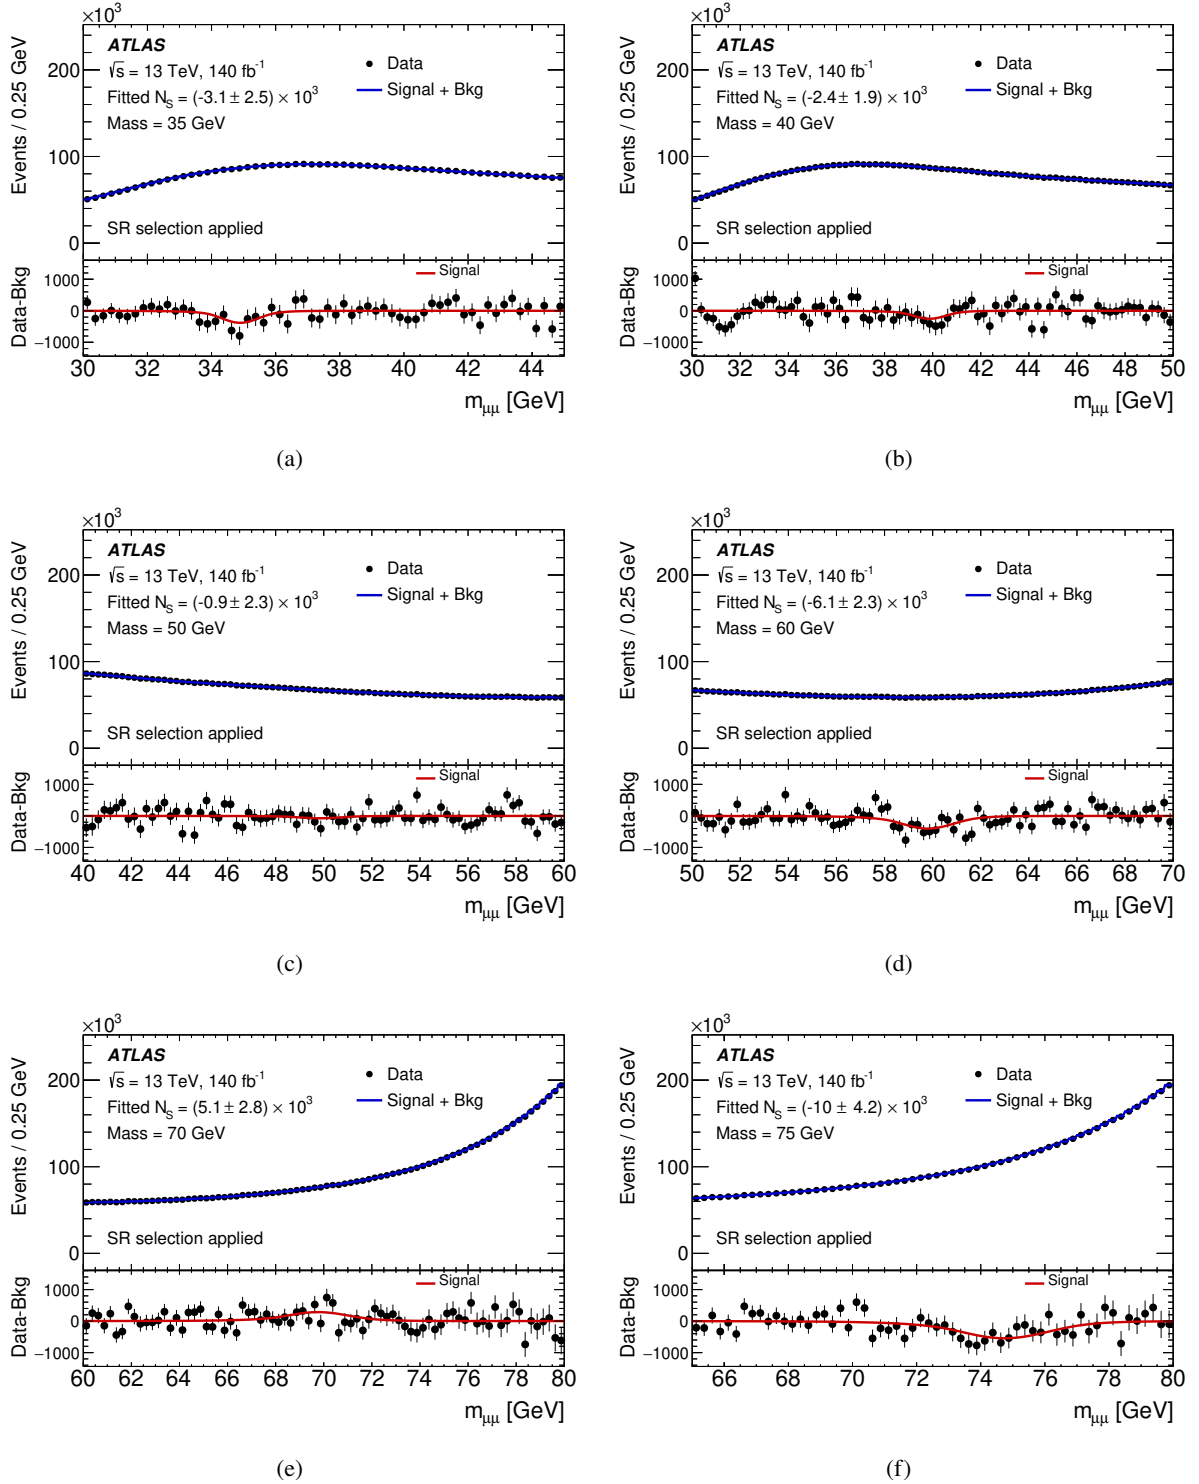 ×10³
ATLAS
√s = 13 TeV, 140 fb⁻¹
Fitted N_S = (-3.1 ± 2.5) × 10³
Mass = 35 GeV
Data
Signal + Bkg
SR selection applied
Events / 0.25 GeV
200
100
0
Signal
Data-Bkg
1000
0
−1000
30 32 34 36 38 40 42 44
m_μμ [GeV]
(a)
×10³
ATLAS
√s = 13 TeV, 140 fb⁻¹
Fitted N_S = (-2.4 ± 1.9) × 10³
Mass = 40 GeV
Data
Signal + Bkg
SR selection applied
Events / 0.25 GeV
200
100
0
Signal
Data-Bkg
1000
0
−1000
30 32 34 36 38 40 42 44 46 48 50
m_μμ [GeV]
(b)
×10³
ATLAS
√s = 13 TeV, 140 fb⁻¹
Fitted N_S = (-0.9 ± 2.3) × 10³
Mass = 50 GeV
Data
Signal + Bkg
SR selection applied
Events / 0.25 GeV
200
100
0
Signal
Data-Bkg
1000
0
−1000
40 42 44 46 48 50 52 54 56 58 60
m_μμ [GeV]
(c)
×10³
ATLAS
√s = 13 TeV, 140 fb⁻¹
Fitted N_S = (-6.1 ± 2.3) × 10³
Mass = 60 GeV
Data
Signal + Bkg
SR selection applied
Events / 0.25 GeV
200
100
0
Signal
Data-Bkg
1000
0
−1000
50 52 54 56 58 60 62 64 66 68 70
m_μμ [GeV]
(d)
×10³
ATLAS
√s = 13 TeV, 140 fb⁻¹
Fitted N_S = (5.1 ± 2.8) × 10³
Mass = 70 GeV
Data
Signal + Bkg
SR selection applied
Events / 0.25 GeV
200
100
0
Signal
Data-Bkg
1000
0
−1000
60 62 64 66 68 70 72 74 76 78 80
m_μμ [GeV]
(e)
×10³
ATLAS
√s = 13 TeV, 140 fb⁻¹
Fitted N_S = (-10 ± 4.2) × 10³
Mass = 75 GeV
Data
Signal + Bkg
SR selection applied
Events / 0.25 GeV
200
100
0
Signal
Data-Bkg
1000
0
−1000
66 68 70 72 74 76 78 80
m_μμ [GeV]
(f)